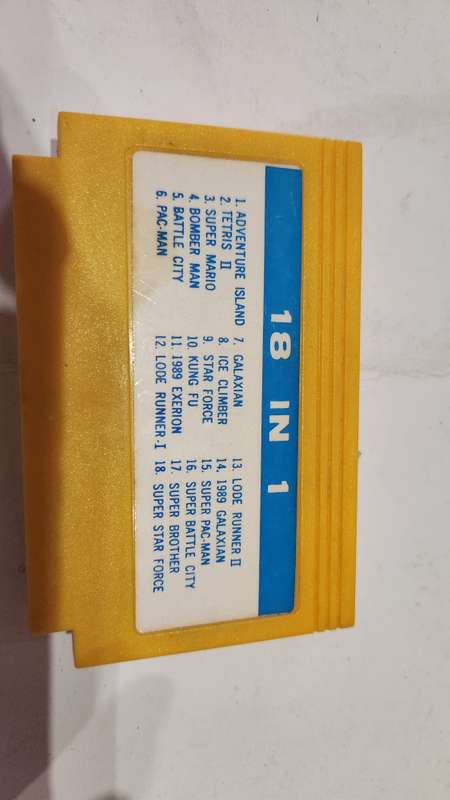 18 IN 1
1. ADVENTURE ISLAND
2. TETRIS II
3. SUPER MARIO
4. BOMBER MAN
5. BATTLE CITY
6. PAC-MAN
7. GALAXIAN
8. ICE CLIMBER
9. STAR FORCE
10. KUNG FU
11. 1989 EXERION
12. LODE RUNNER·I
13. LODE RUNNER II
14. 1989 GALAXIAN
15. SUPER PAC-MAN
16. SUPER BATTLE CITY
17. SUPER BROTHER
18. SUPER STAR FORCE